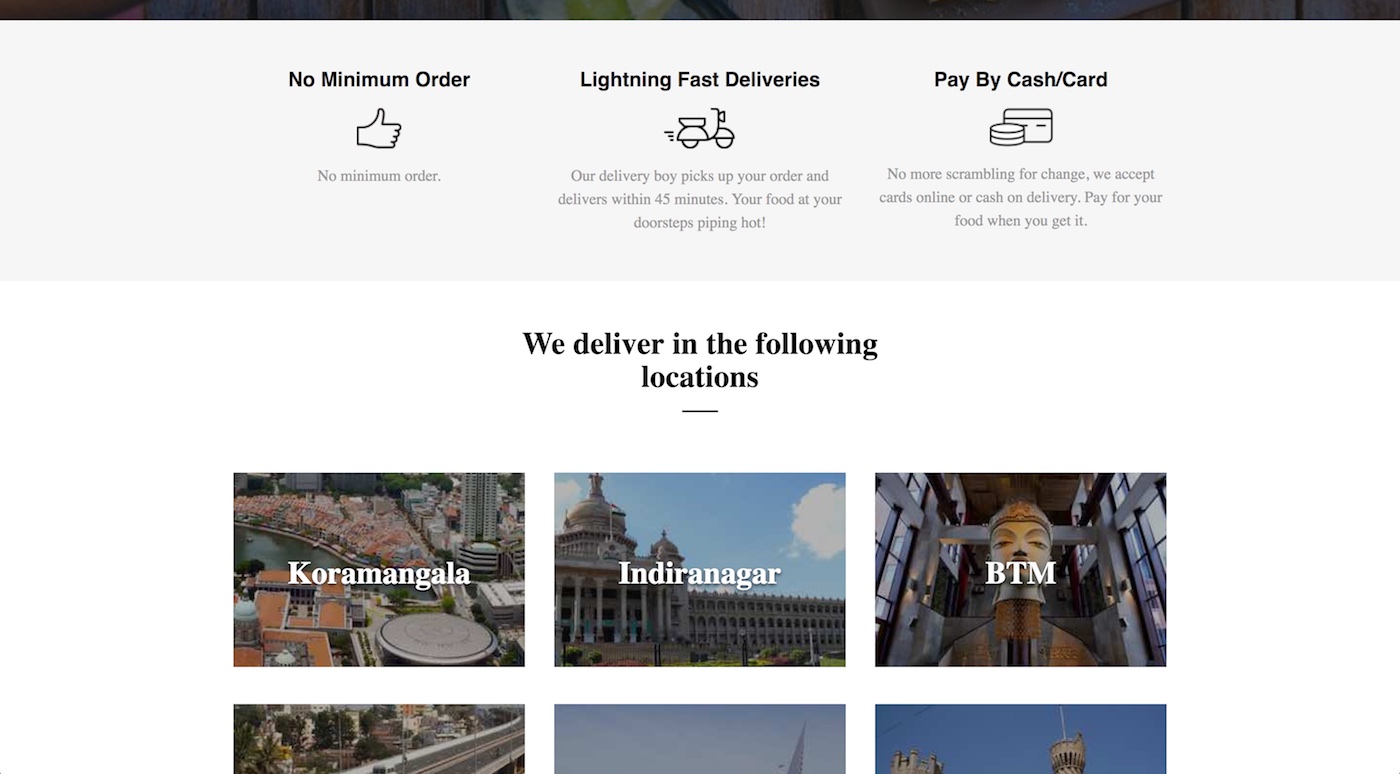 No Minimum Order
No minimum order.
Lightning Fast Deliveries
Our delivery boy picks up your order and
delivers within 45 minutes. Your food at your
doorsteps piping hot!
Pay By Cash/Card
No more scrambling for change, we accept
cards online or cash on delivery. Pay for your
food when you get it.
We deliver in the following
locations
Koramangala
Indiranagar
BTM